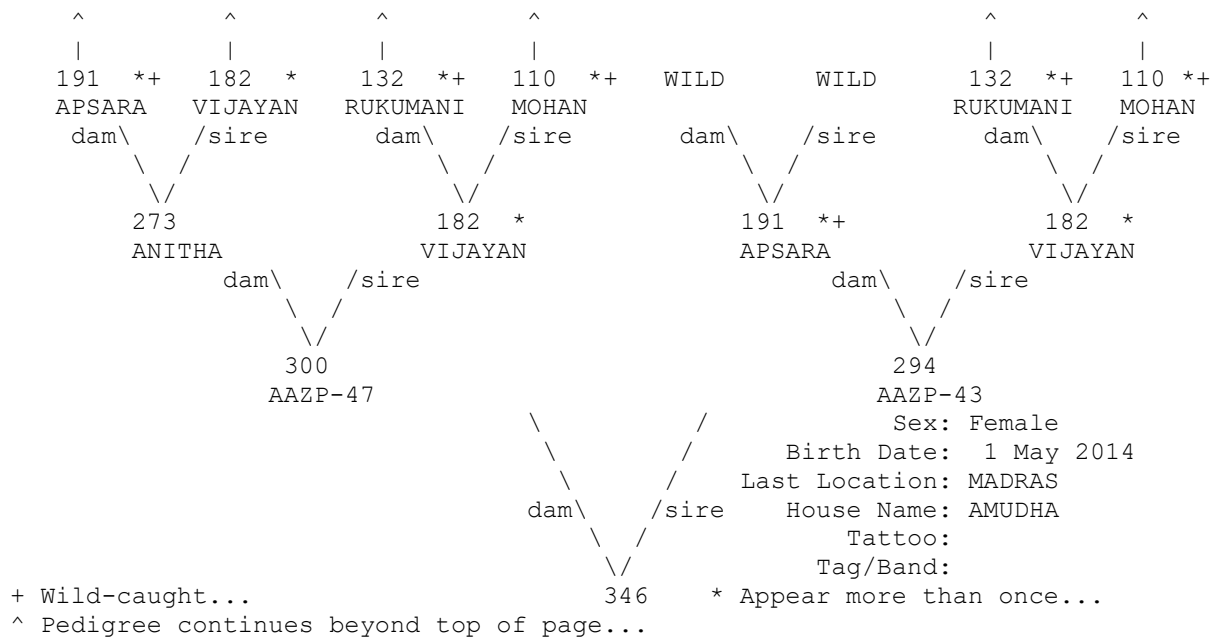 ^ ^ ^ ^ ^ ^
| | | | | |
191 *+ 182 * 132 *+ 110 *+ WILD WILD 132 *+ 110 *+
APSARA VIJAYAN RUKUMANI MOHAN RUKUMANI MOHAN
dam\ /sire dam\ /sire dam\ /sire dam\ /sire
\ / \ / \ / \ /
\/ \/ \/ \/
273 182 * 191 *+ 182 *
ANITHA VIJAYAN APSARA VIJAYAN
dam\ /sire dam\ /sire
\ / \ /
\/ \/
300 294
AAZP-47 AAZP-43
\ / Sex: Female
\ / Birth Date: 1 May 2014
\ / Last Location: MADRAS
dam\ /sire House Name: AMUDHA
\ / Tattoo:
\/ Tag/Band:
+ Wild-caught... 346 * Appear more than once...
^ Pedigree continues beyond top of page...